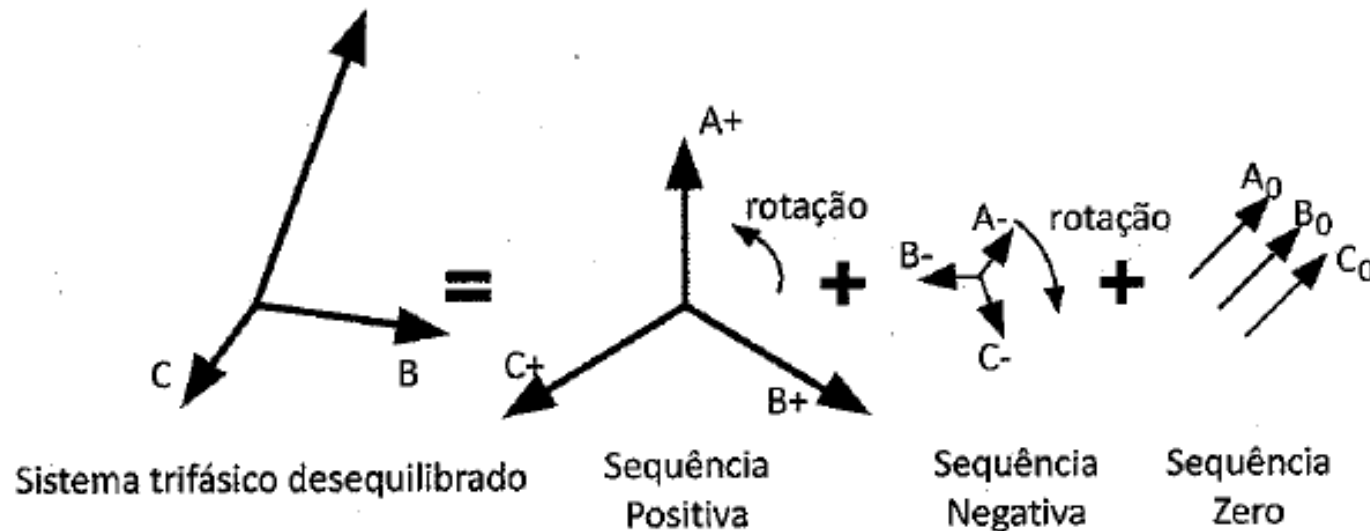 A+
rotação
A-
rotação
B-
C-
A0
B0
C0
C
B
C+
B+
=
+
+
Sistema trifásico desequilibrado
Sequência
Positiva
Sequência
Negativa
Sequência
Zero